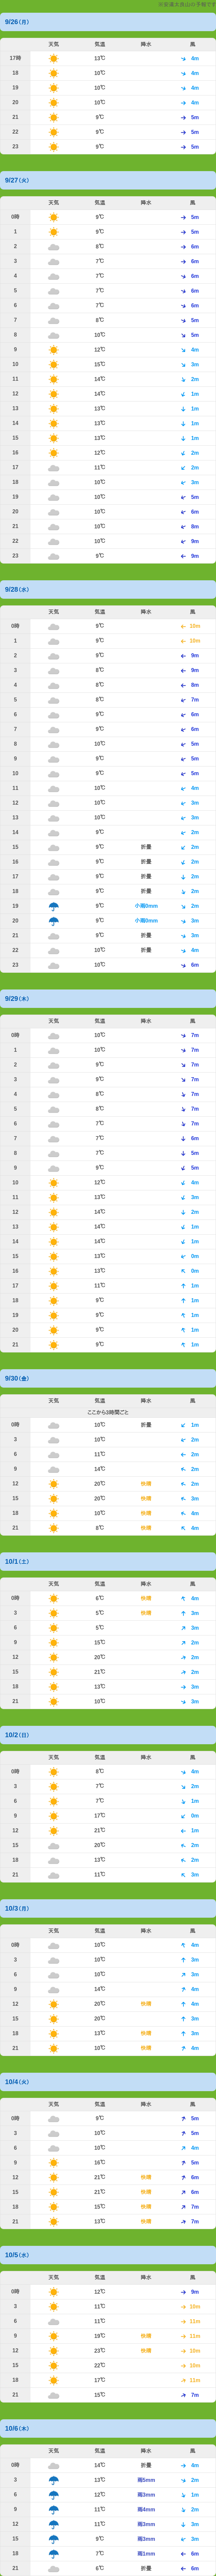 ※安達太良山の予報です
9/26(月)
天気 気温 降水 風
17時 13℃ 4m
18 10℃ 4m
19 10℃ 4m
20 10℃ 4m
21 9℃ 5m
22 9℃ 5m
23 9℃ 5m
9/27(火)
天気 気温 降水 風
0時 9℃ 5m
1 9℃ 5m
2 8℃ 6m
3 7℃ 6m
4 7℃ 6m
5 7℃ 6m
6 7℃ 6m
7 8℃ 5m
8 10℃ 5m
9 12℃ 4m
10 15℃ 3m
11 14℃ 2m
12 14℃ 1m
13 13℃ 1m
14 13℃ 1m
15 13℃ 1m
16 12℃ 2m
17 11℃ 2m
18 10℃ 3m
19 10℃ 5m
20 10℃ 6m
21 10℃ 8m
22 10℃ 9m
23 9℃ 9m
9/28(水)
天気 気温 降水 風
0時 9℃ 10m
1 9℃ 10m
2 9℃ 9m
3 8℃ 9m
4 8℃ 8m
5 8℃ 7m
6 9℃ 6m
7 9℃ 6m
8 10℃ 5m
9 9℃ 5m
10 9℃ 5m
11 10℃ 4m
12 10℃ 3m
13 10℃ 3m
14 9℃ 2m
15 9℃ 折畳 2m
16 9℃ 折畳 2m
17 9℃ 折畳 2m
18 9℃ 折畳 2m
19 9℃ 小雨0mm 2m
20 9℃ 小雨0mm 3m
21 9℃ 折畳 3m
22 10℃ 折畳 4m
23 10℃ 6m
9/29(木)
天気 気温 降水 風
0時 10℃ 7m
1 10℃ 7m
2 9℃ 7m
3 9℃ 7m
4 8℃ 7m
5 8℃ 7m
6 7℃ 7m
7 7℃ 6m
8 7℃ 5m
9 9℃ 5m
10 12℃ 4m
11 13℃ 3m
12 14℃ 2m
13 14℃ 1m
14 14℃ 1m
15 13℃ 0m
16 13℃ 0m
17 11℃ 1m
18 9℃ 1m
19 9℃ 1m
20 9℃ 1m
21 9℃ 1m
9/30(金)
天気 気温 降水 風
ここから3時間ごと
0時 10℃ 折畳 1m
3 10℃ 2m
6 11℃ 2m
9 14℃ 2m
12 20℃ 快晴 2m
15 20℃ 快晴 3m
18 10℃ 快晴 4m
21 8℃ 快晴 4m
10/1(土)
天気 気温 降水 風
0時 6℃ 快晴 4m
3 5℃ 快晴 3m
6 5℃ 3m
9 15℃ 2m
12 20℃ 2m
15 21℃ 2m
18 13℃ 3m
21 10℃ 3m
10/2(日)
天気 気温 降水 風
0時 8℃ 4m
3 7℃ 2m
6 7℃ 1m
9 17℃ 0m
12 21℃ 1m
15 20℃ 2m
18 13℃ 2m
21 11℃ 3m
10/3(月)
天気 気温 降水 風
0時 10℃ 4m
3 10℃ 3m
6 10℃ 3m
9 14℃ 4m
12 20℃ 快晴 4m
15 20℃ 3m
18 13℃ 快晴 3m
21 10℃ 快晴 4m
10/4(火)
天気 気温 降水 風
0時 9℃ 5m
3 10℃ 5m
6 10℃ 4m
9 16℃ 5m
12 21℃ 快晴 6m
15 21℃ 快晴 6m
18 15℃ 快晴 7m
21 13℃ 快晴 7m
10/5(水)
天気 気温 降水 風
0時 12℃ 9m
3 11℃ 10m
6 11℃ 11m
9 19℃ 快晴 11m
12 23℃ 快晴 10m
15 22℃ 10m
18 17℃ 11m
21 15℃ 7m
10/6(木)
天気 気温 降水 風
0時 14℃ 折畳 4m
3 13℃ 雨5mm 2m
6 12℃ 雨3mm 1m
9 11℃ 雨4mm 2m
12 11℃ 雨3mm 3m
15 9℃ 雨3mm 3m
18 7℃ 雨1mm 6m
21 6℃ 折畳 6m